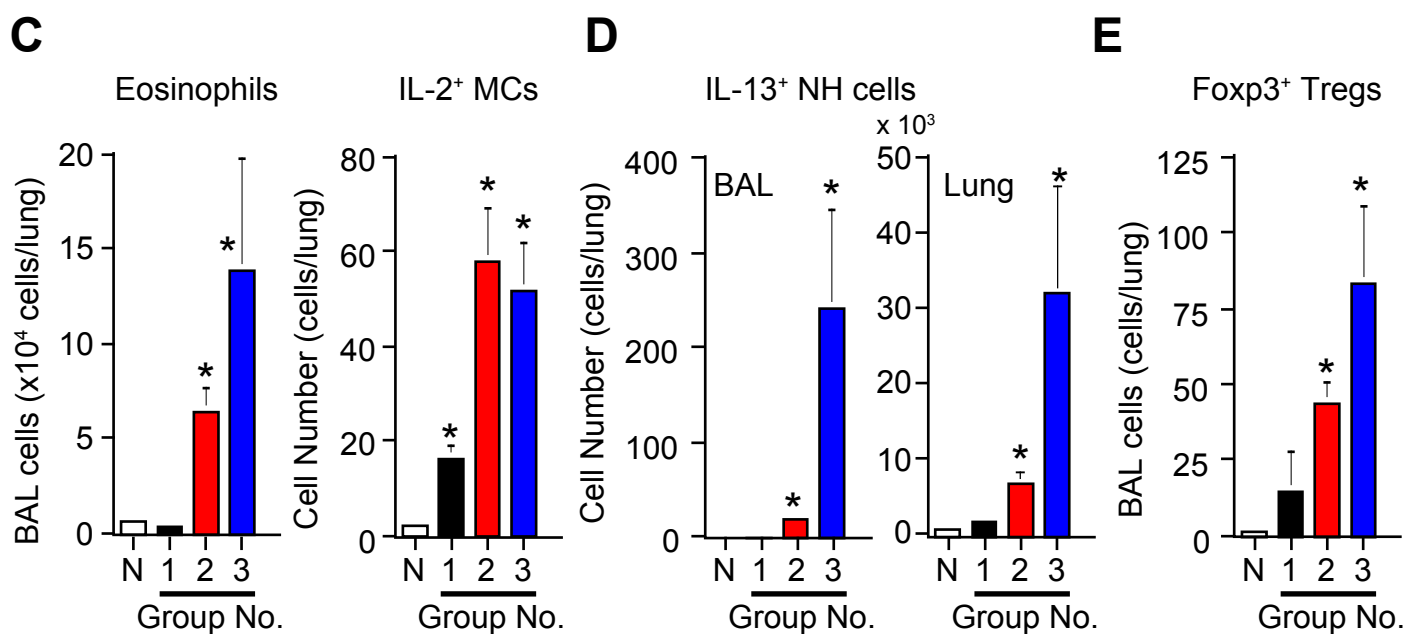 C
Eosinophils
BAL cells (x10⁴ cells/lung)
20
15
10
5
0
N 1 2 3
Group No.
IL-2⁺ MCs
Cell Number (cells/lung)
80
60
40
20
0
* * *
N 1 2 3
Group No.
D
IL-13⁺ NH cells
Cell Number (cells/lung)
400
300
200
100
0
BAL
* *
N 1 2 3
Group No.
x 10³
50
40
30
20
10
0
Lung
* *
N 1 2 3
Group No.
E
Foxp3⁺ Tregs
BAL cells (cells/lung)
125
100
75
50
25
0
* *
N 1 2 3
Group No.